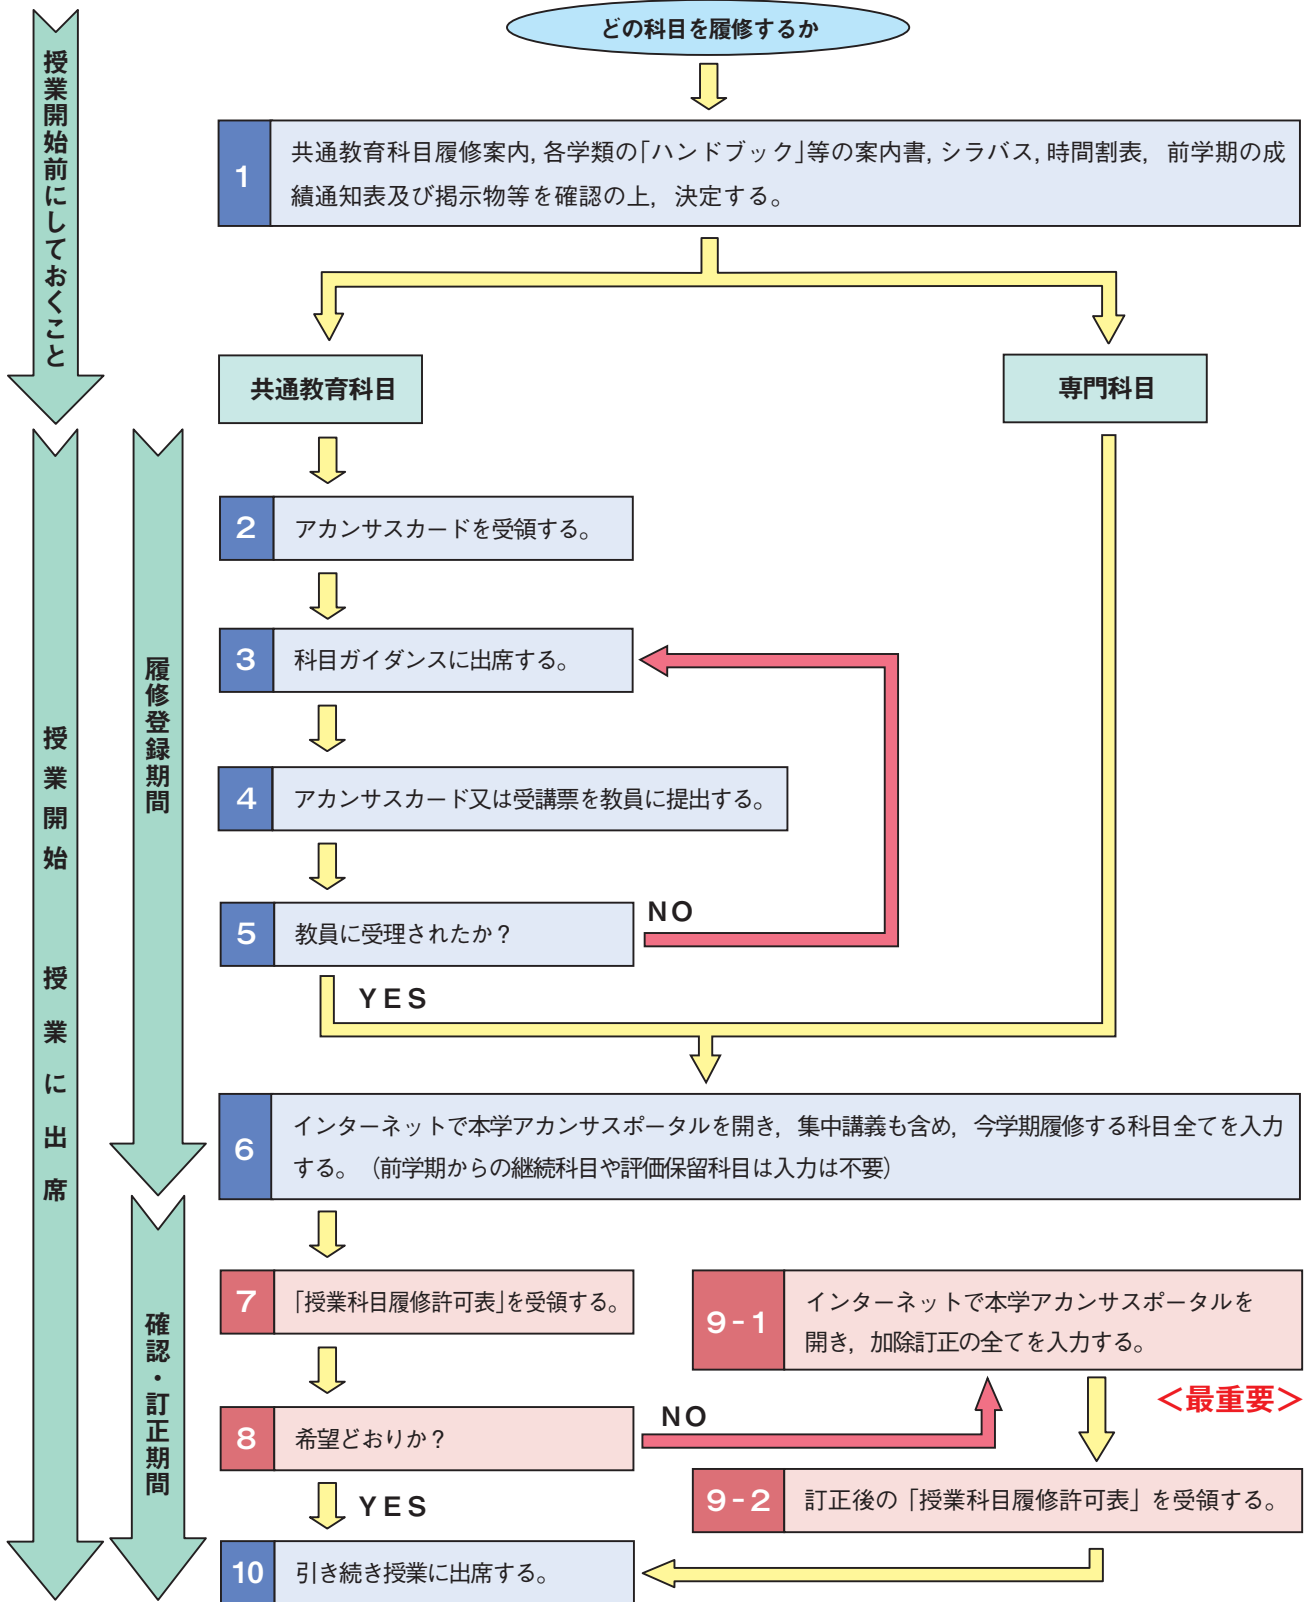 どの科目を履修するか
授業開始前にしておくこと
1
共通教育科目履修案内, 各学類の「ハンドブック」等の案内書, シラバス, 時間割表, 前学期の成
績通知表及び掲示物等を確認の上, 決定する。
共通教育科目
専門科目
授業開始 授業に出席
履修登録期間
2
アカンサスカードを受領する。
3
科目ガイダンスに出席する。
4
アカンサスカード又は受講票を教員に提出する。
5
教員に受理されたか？
NO
YES
6
インターネットで本学アカンサスポータルを開き, 集中講義も含め, 今学期履修する科目全てを入力
する。（前学期からの継続科目や評価保留科目は入力は不要）
確認・訂正期間
7
「授業科目履修許可表」を受領する。
9-1
インターネットで本学アカンサスポータルを
開き, 加除訂正の全てを入力する。
＜最重要＞
8
希望どおりか？
NO
YES
9-2
訂正後の「授業科目履修許可表」を受領する。
10
引き続き授業に出席する。